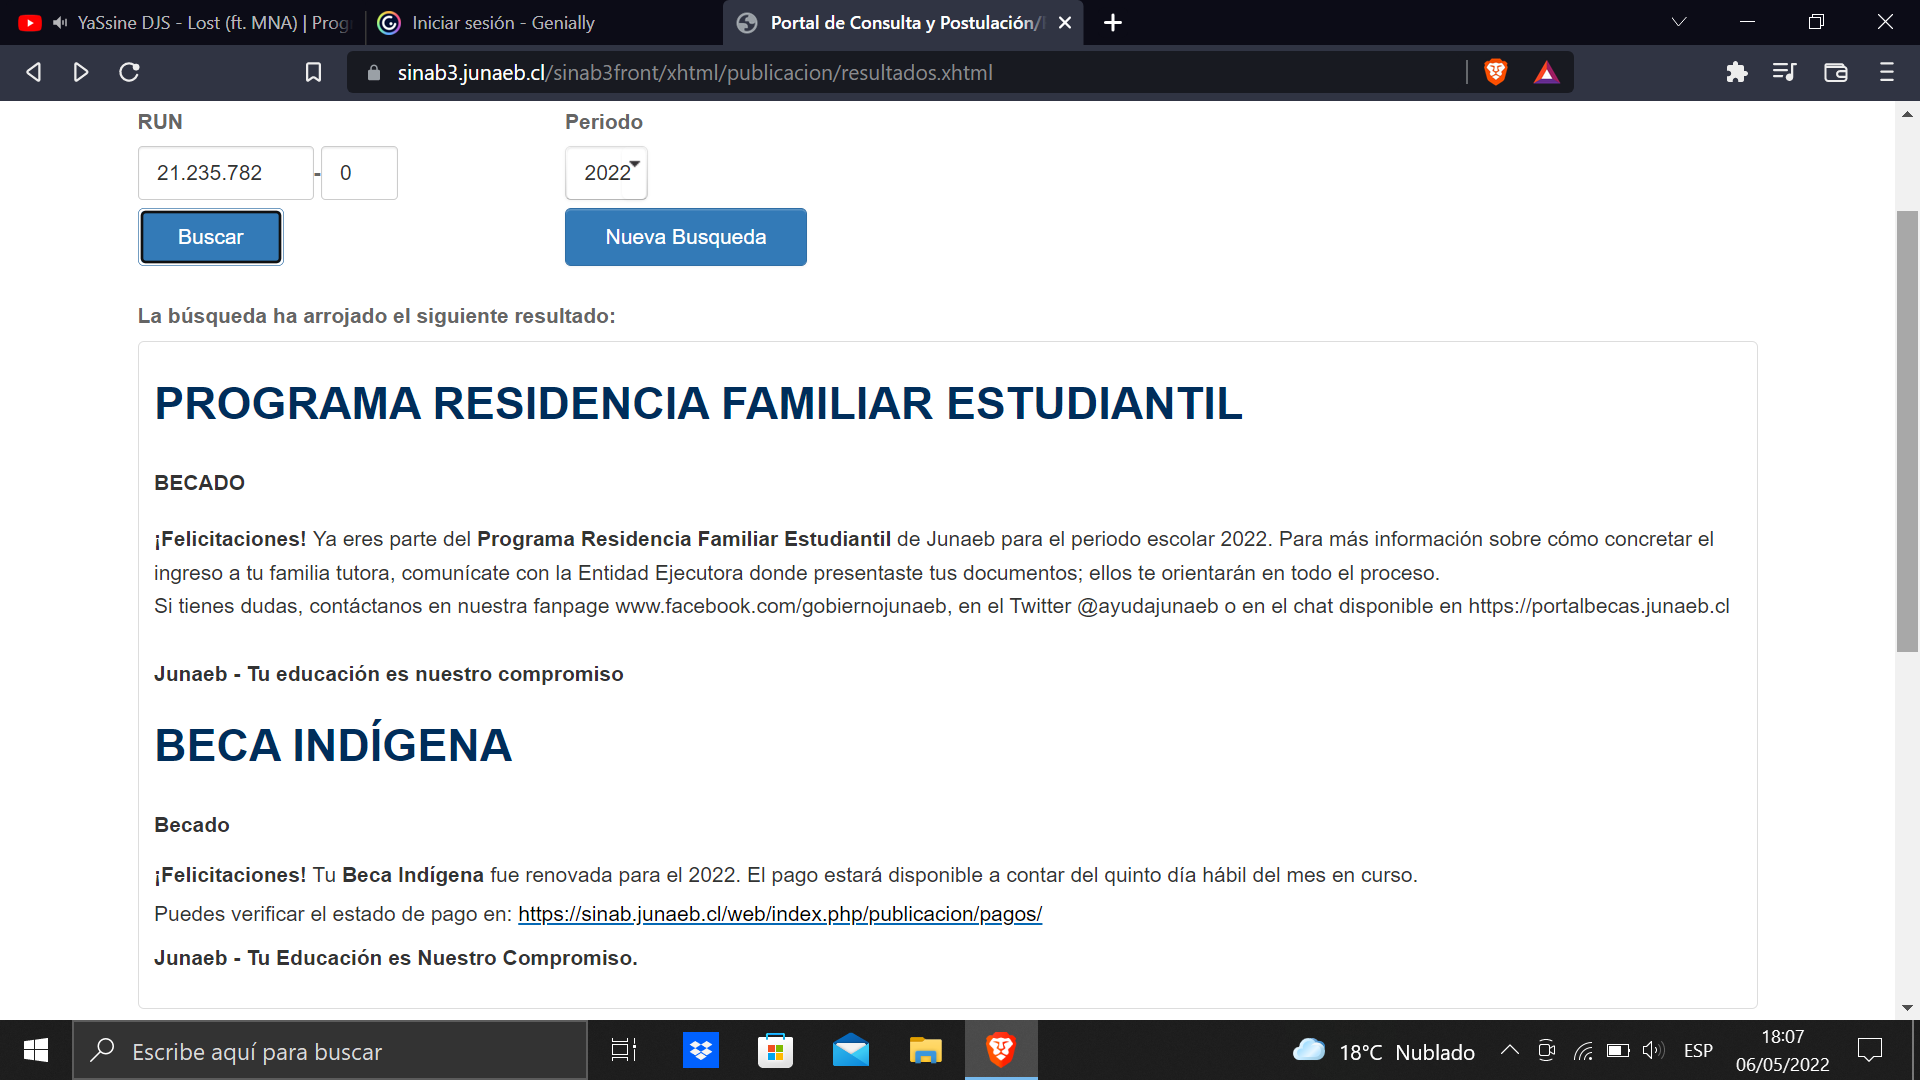 YaSsine DJS - Lost (ft. MNA) | Prog
Iniciar sesión - Genially
Portal de Consulta y Postulación/
sinab3.junaeb.cl/sinab3front/xhtml/publicacion/resultados.xhtml
RUN
Periodo
21.235.782 - 0
2022
Buscar
Nueva Busqueda
La búsqueda ha arrojado el siguiente resultado:
PROGRAMA RESIDENCIA FAMILIAR ESTUDIANTIL
BECADO
¡Felicitaciones! Ya eres parte del Programa Residencia Familiar Estudiantil de Junaeb para el periodo escolar 2022. Para más información sobre cómo concretar el
ingreso a tu familia tutora, comunícate con la Entidad Ejecutora donde presentaste tus documentos; ellos te orientarán en todo el proceso.
Si tienes dudas, contáctanos en nuestra fanpage www.facebook.com/gobiernojunaeb, en el Twitter @ayudajunaeb o en el chat disponible en https://portalbecas.junaeb.cl
Junaeb - Tu educación es nuestro compromiso
BECA INDÍGENA
Becado
¡Felicitaciones! Tu Beca Indígena fue renovada para el 2022. El pago estará disponible a contar del quinto día hábil del mes en curso.
Puedes verificar el estado de pago en: https://sinab.junaeb.cl/web/index.php/publicacion/pagos/
Junaeb - Tu Educación es Nuestro Compromiso.
Escribe aquí para buscar
18°C Nublado
ESP
18:07
06/05/2022